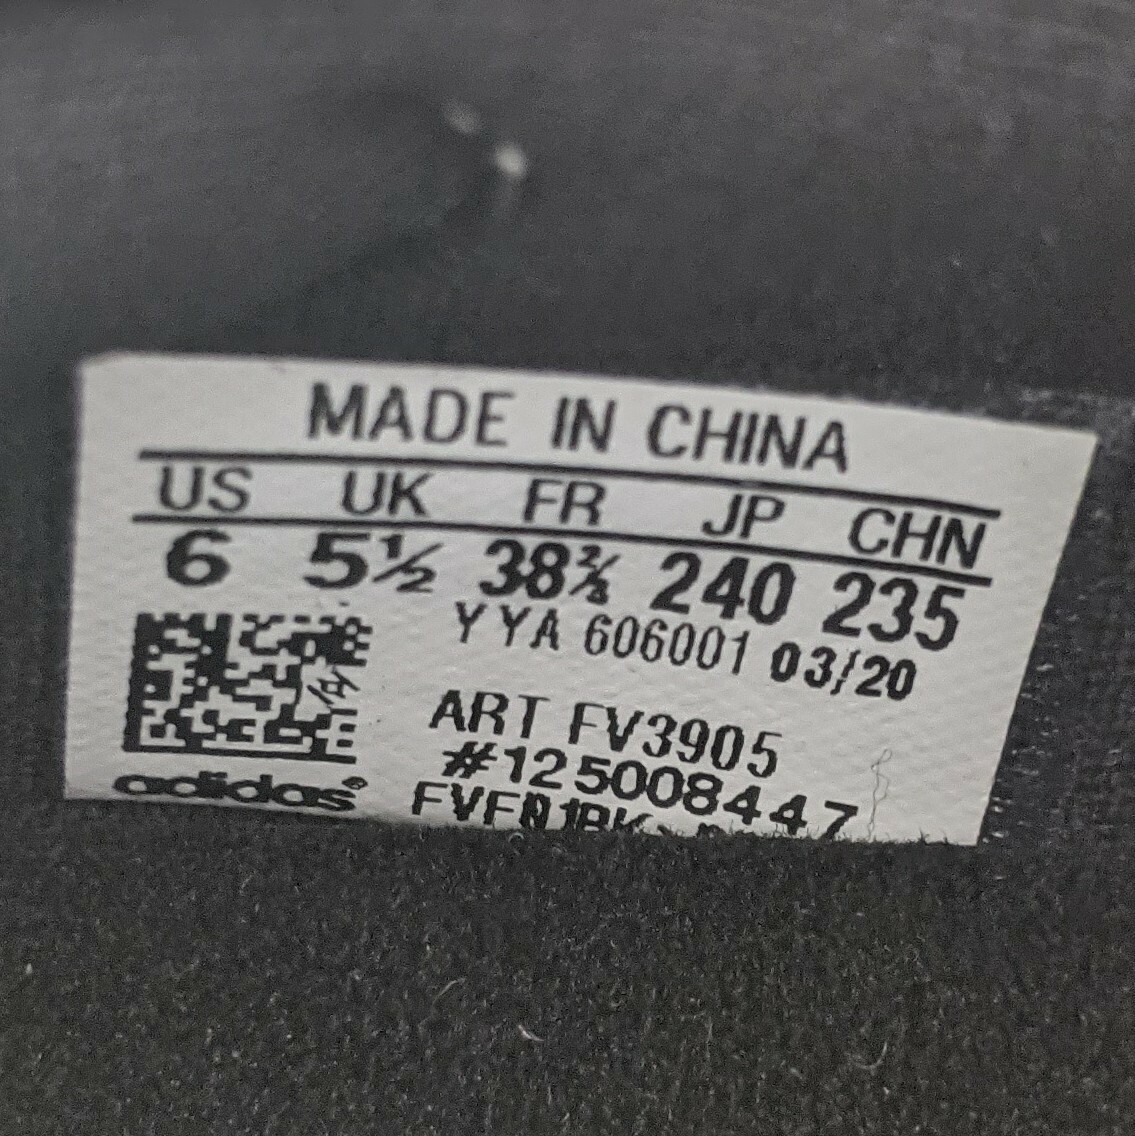 MADE IN CHINA
US UK FR JP CHN
6 5½ 38⅔ 240 235
YYA 606001 03/20
ART FV3905
#125008447
adidas®